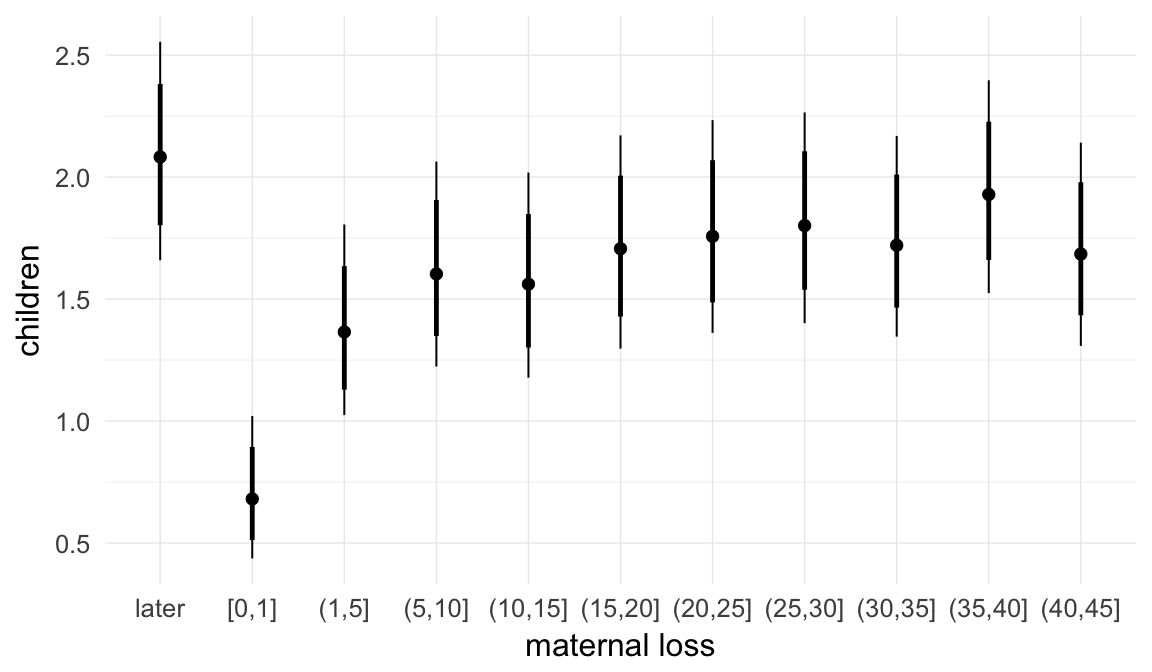 2.5
2.0
1.5
1.0
0.5
children
later [0,1] (1,5] (5,10] (10,15] (15,20] (20,25] (25,30] (30,35] (35,40] (40,45]
maternal loss